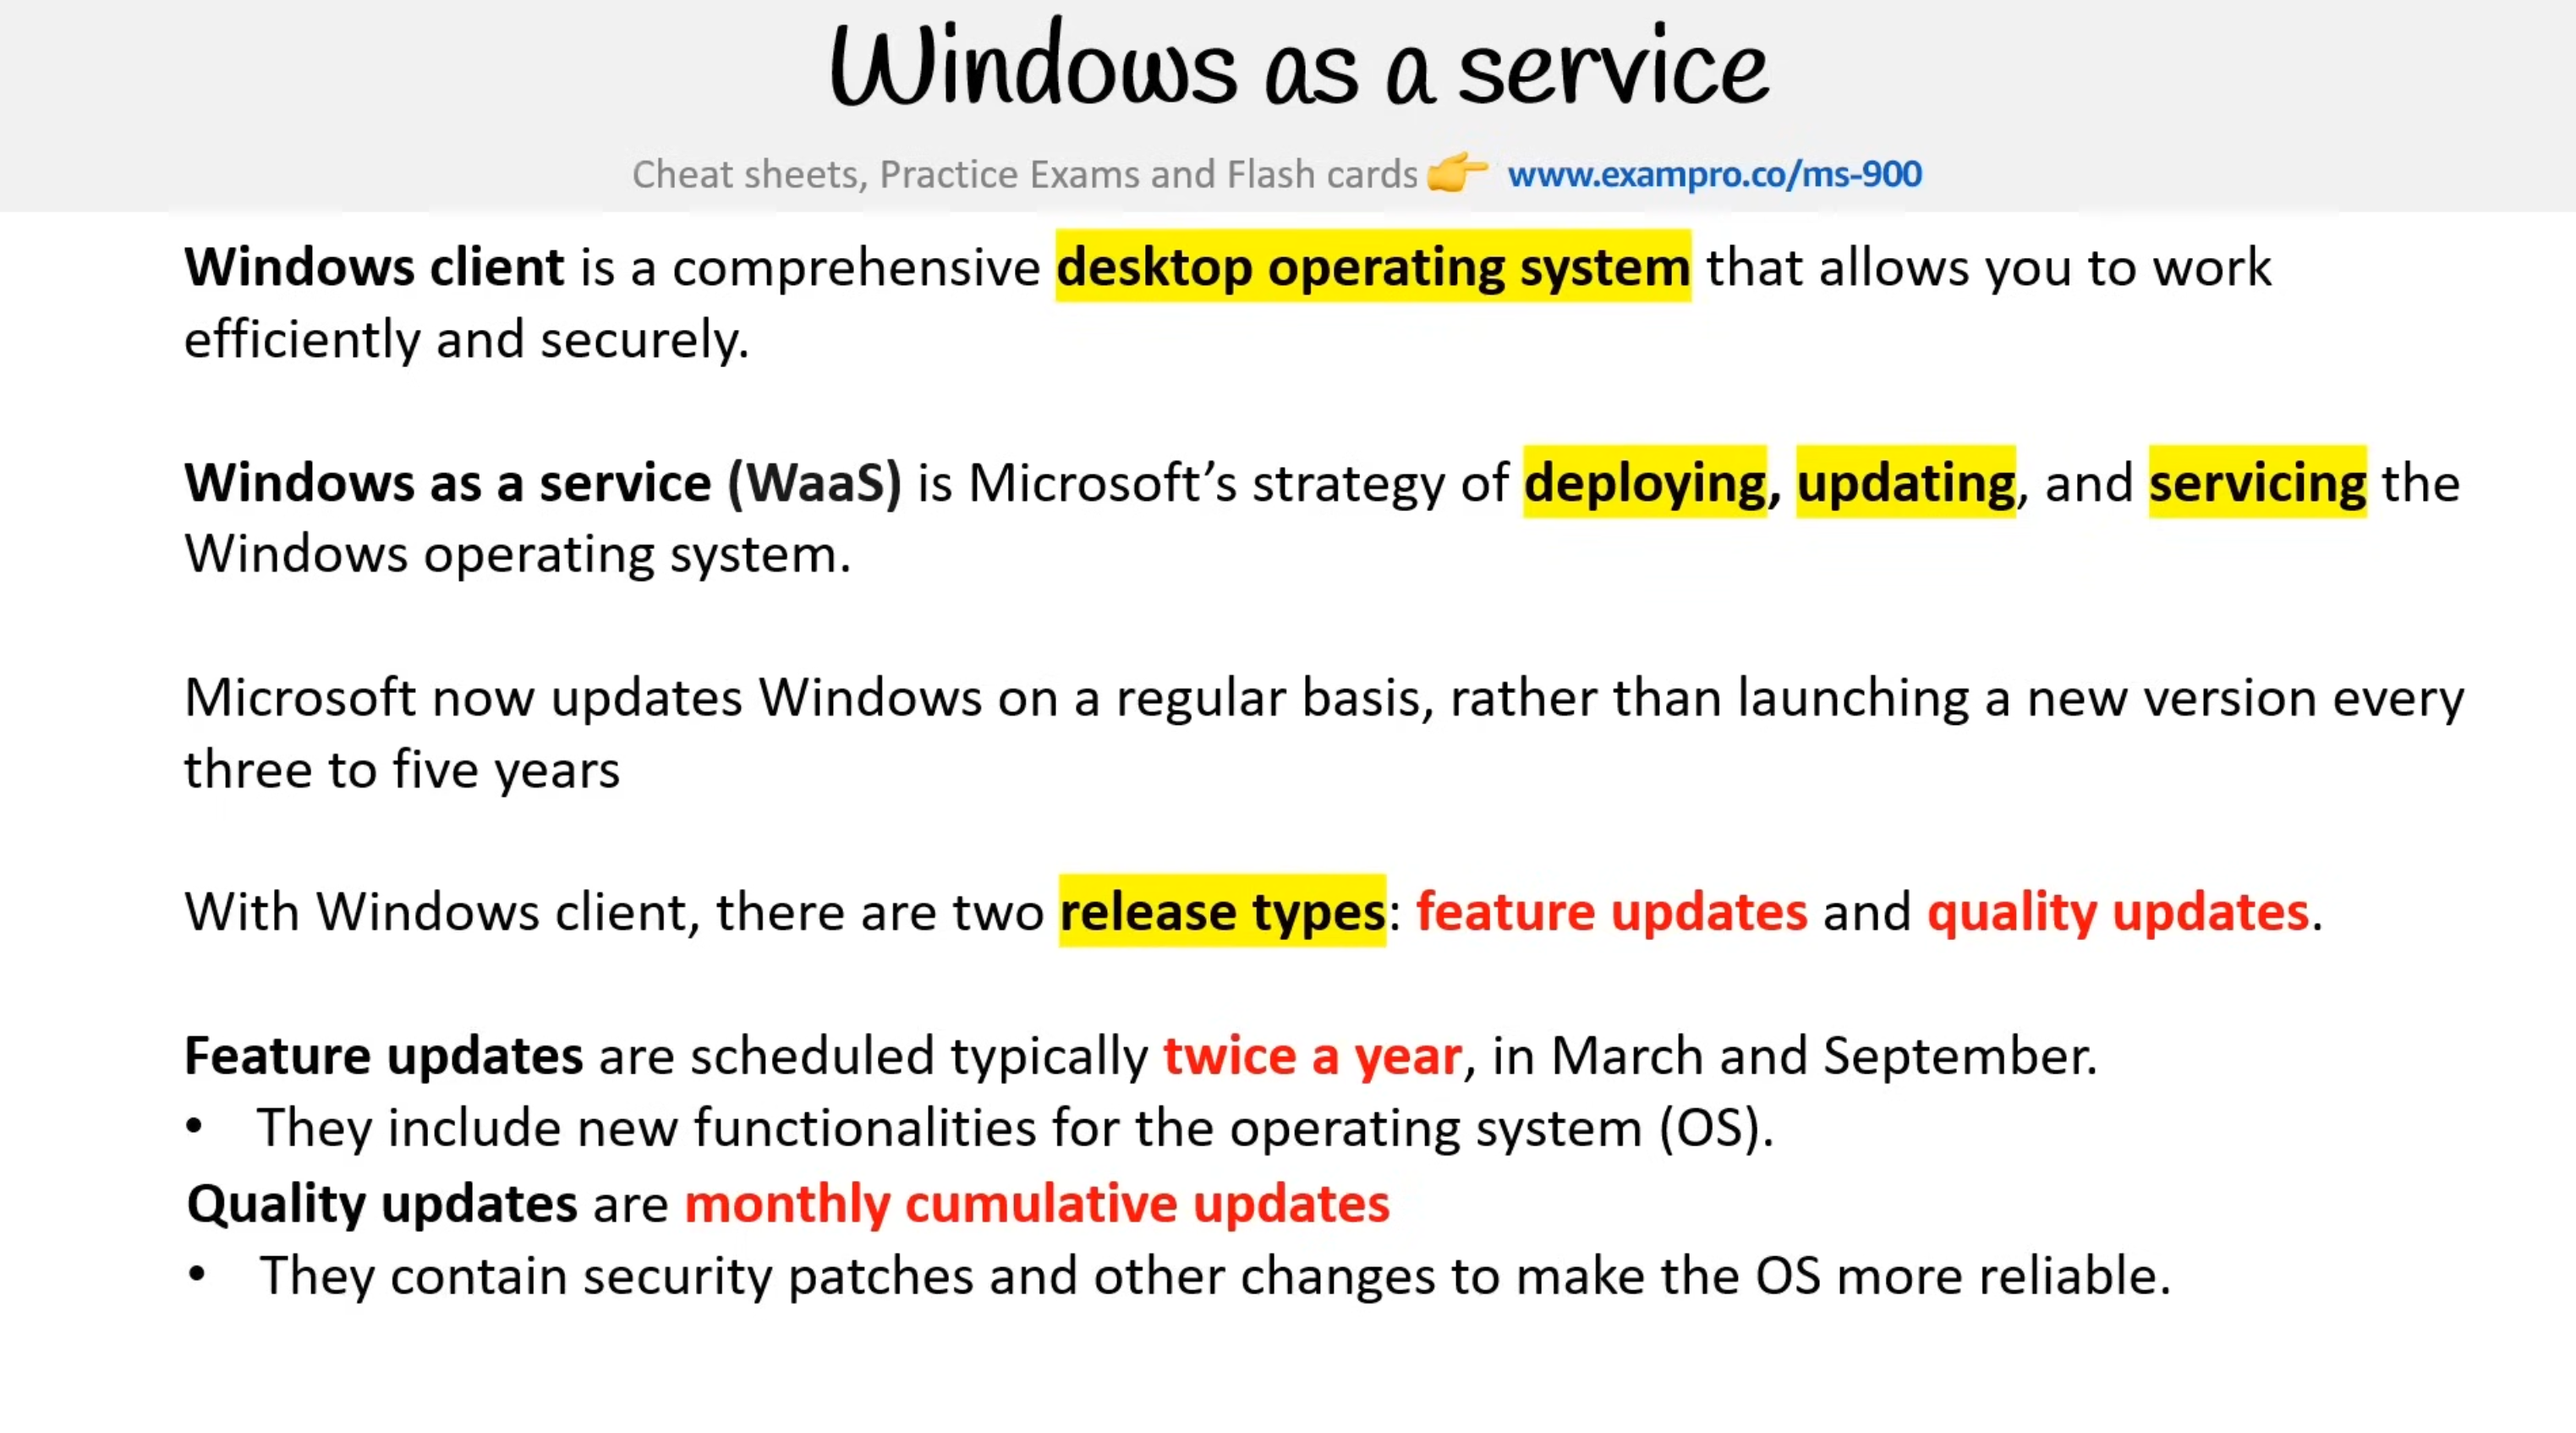 Windows as a service
Cheat sheets, Practice Exams and Flash cards 👉 www.exampro.co/ms-900
Windows client is a comprehensive desktop operating system that allows you to work
efficiently and securely.
Windows as a service (WaaS) is Microsoft’s strategy of deploying, updating, and servicing the
Windows operating system.
Microsoft now updates Windows on a regular basis, rather than launching a new version every
three to five years
With Windows client, there are two release types: feature updates and quality updates.
Feature updates are scheduled typically twice a year, in March and September.
• They include new functionalities for the operating system (OS).
Quality updates are monthly cumulative updates
• They contain security patches and other changes to make the OS more reliable.